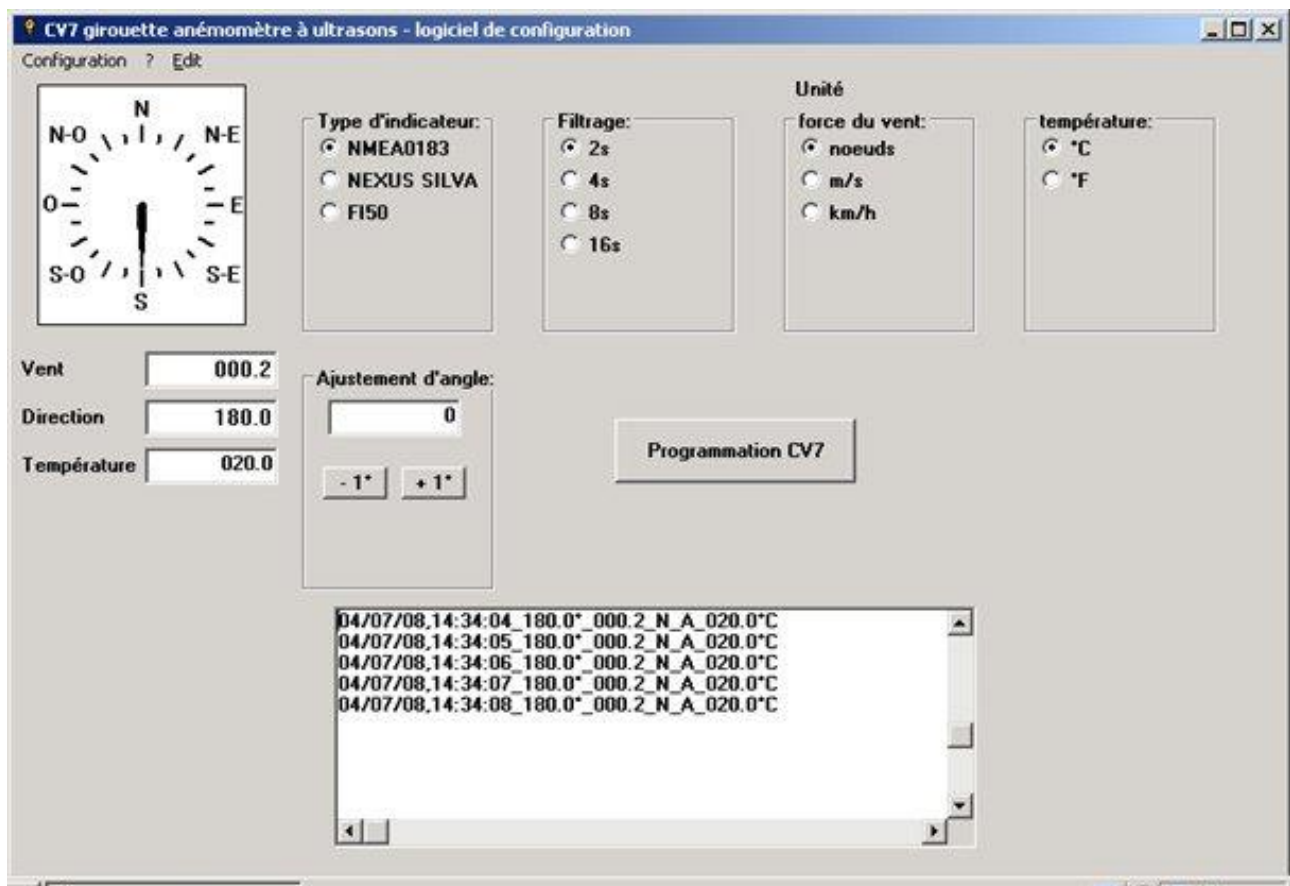 CV7 girouette anémomètre à ultrasons - logiciel de configuration
Configuration ? Edit
N
N-O N-E
O E
S-O S-E
S
Type d'indicateur:
NMEA0183
NEXUS SILVA
FI50
Filtrage:
2s
4s
8s
16s
Unité
force du vent:
noeuds
m/s
km/h
température:
°C
°F
Vent 000.2
Direction 180.0
Température 020.0
Ajustement d'angle:
0
- 1° + 1°
Programmation CV7
04/07/08,14:34:04_180.0°_000.2_N_A_020.0°C
04/07/08,14:34:05_180.0°_000.2_N_A_020.0°C
04/07/08,14:34:06_180.0°_000.2_N_A_020.0°C
04/07/08,14:34:07_180.0°_000.2_N_A_020.0°C
04/07/08,14:34:08_180.0°_000.2_N_A_020.0°C